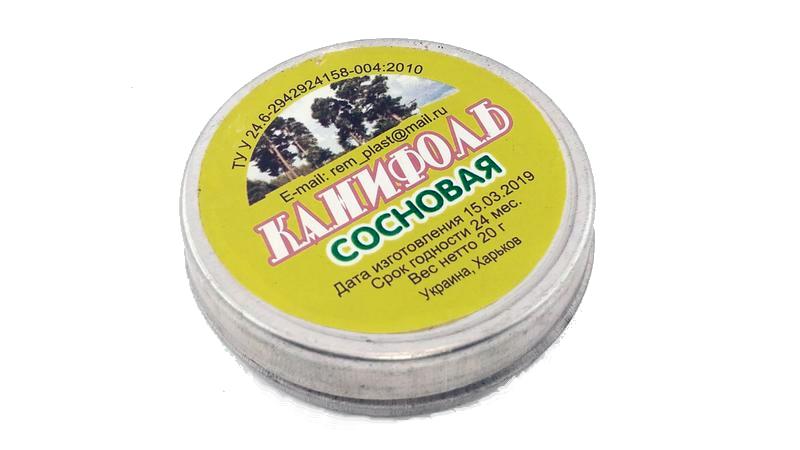 ТУ У 24.6-2942924158-004:2010
E-mail: rem_plast@mail.ru
КАНИФОЛЬ
СОСНОВАЯ
Дата изготовления 15.03.2019
Срок годности 24 мес.
Вес нетто 20 г
Украина, Харьков